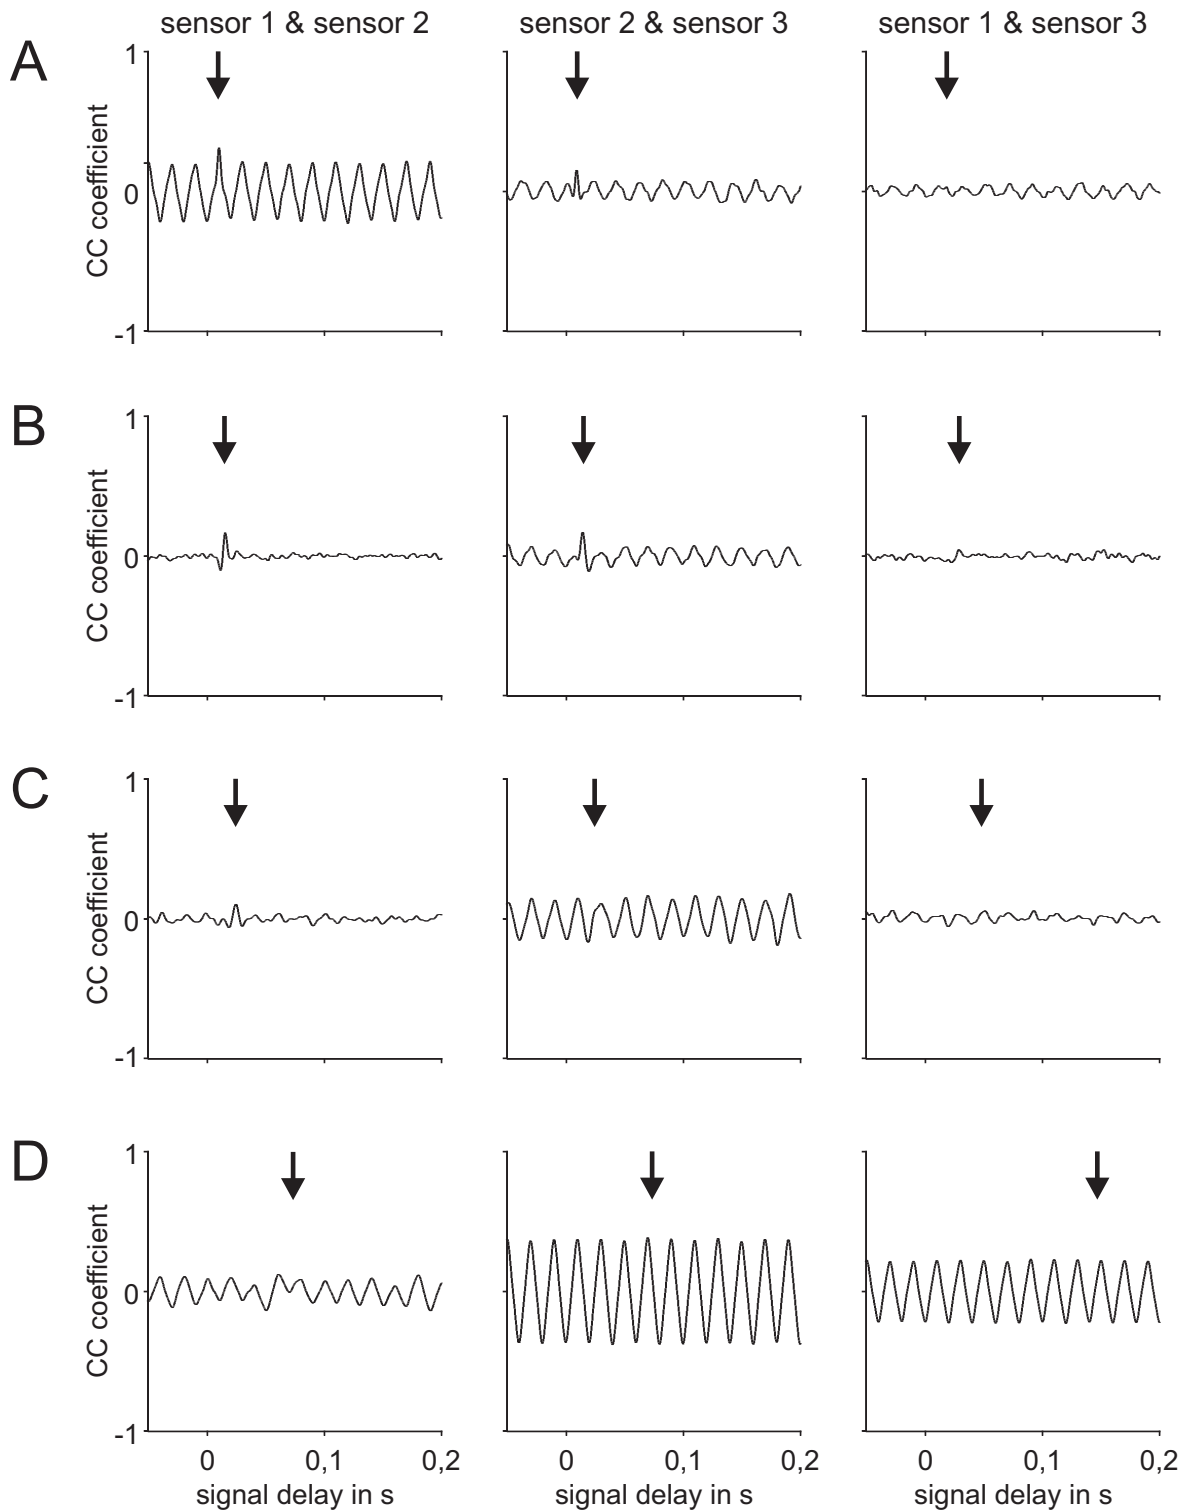 sensor 1 & sensor 2
sensor 2 & sensor 3
sensor 1 & sensor 3
A
CC coefficient
1
0
-1
B
CC coefficient
1
0
-1
C
CC coefficient
1
0
-1
D
CC coefficient
1
0
-1
0 0,1 0,2
0 0,1 0,2
0 0,1 0,2
signal delay in s
signal delay in s
signal delay in s